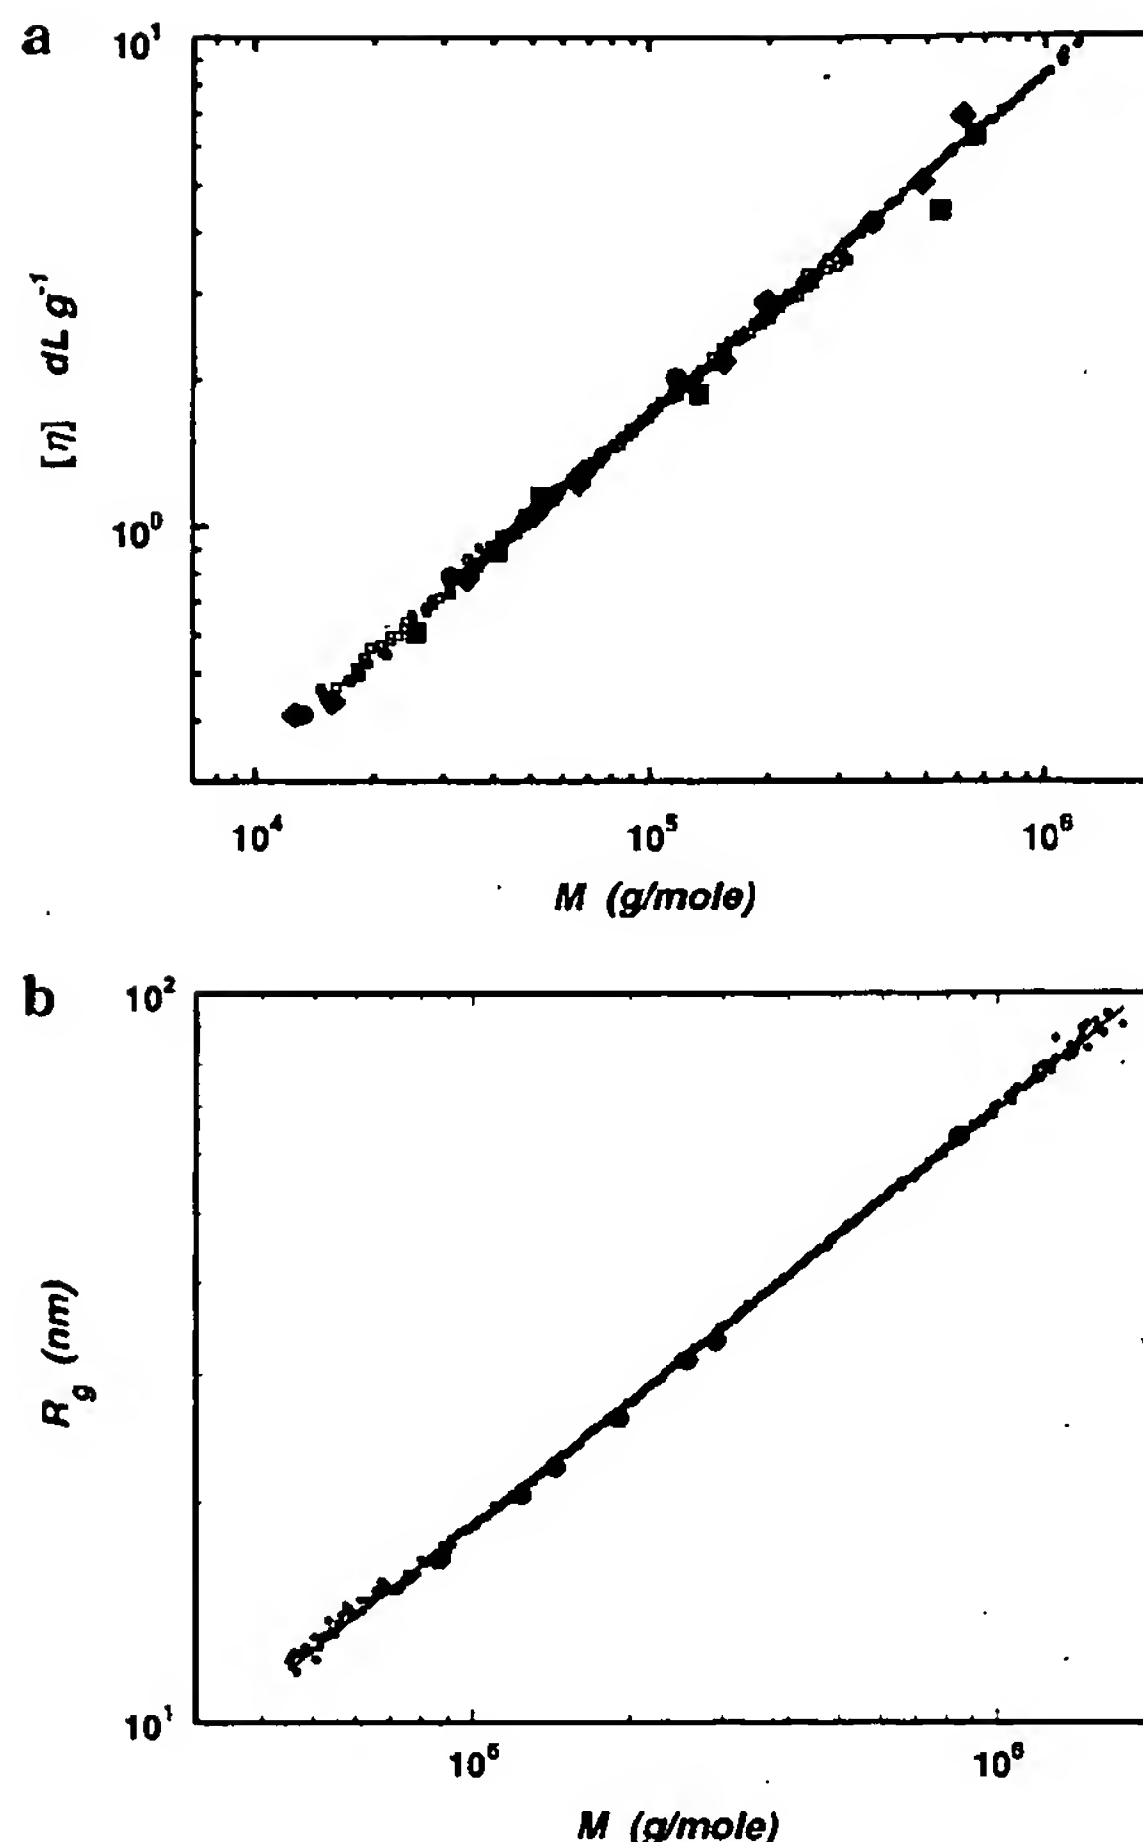 a
10¹
[η] dL g⁻¹
10⁰
10⁴ 10⁵ 10⁶
M (g/mole)
b
10²
R_g (nm)
10¹
10⁵ 10⁶
M (g/mole)